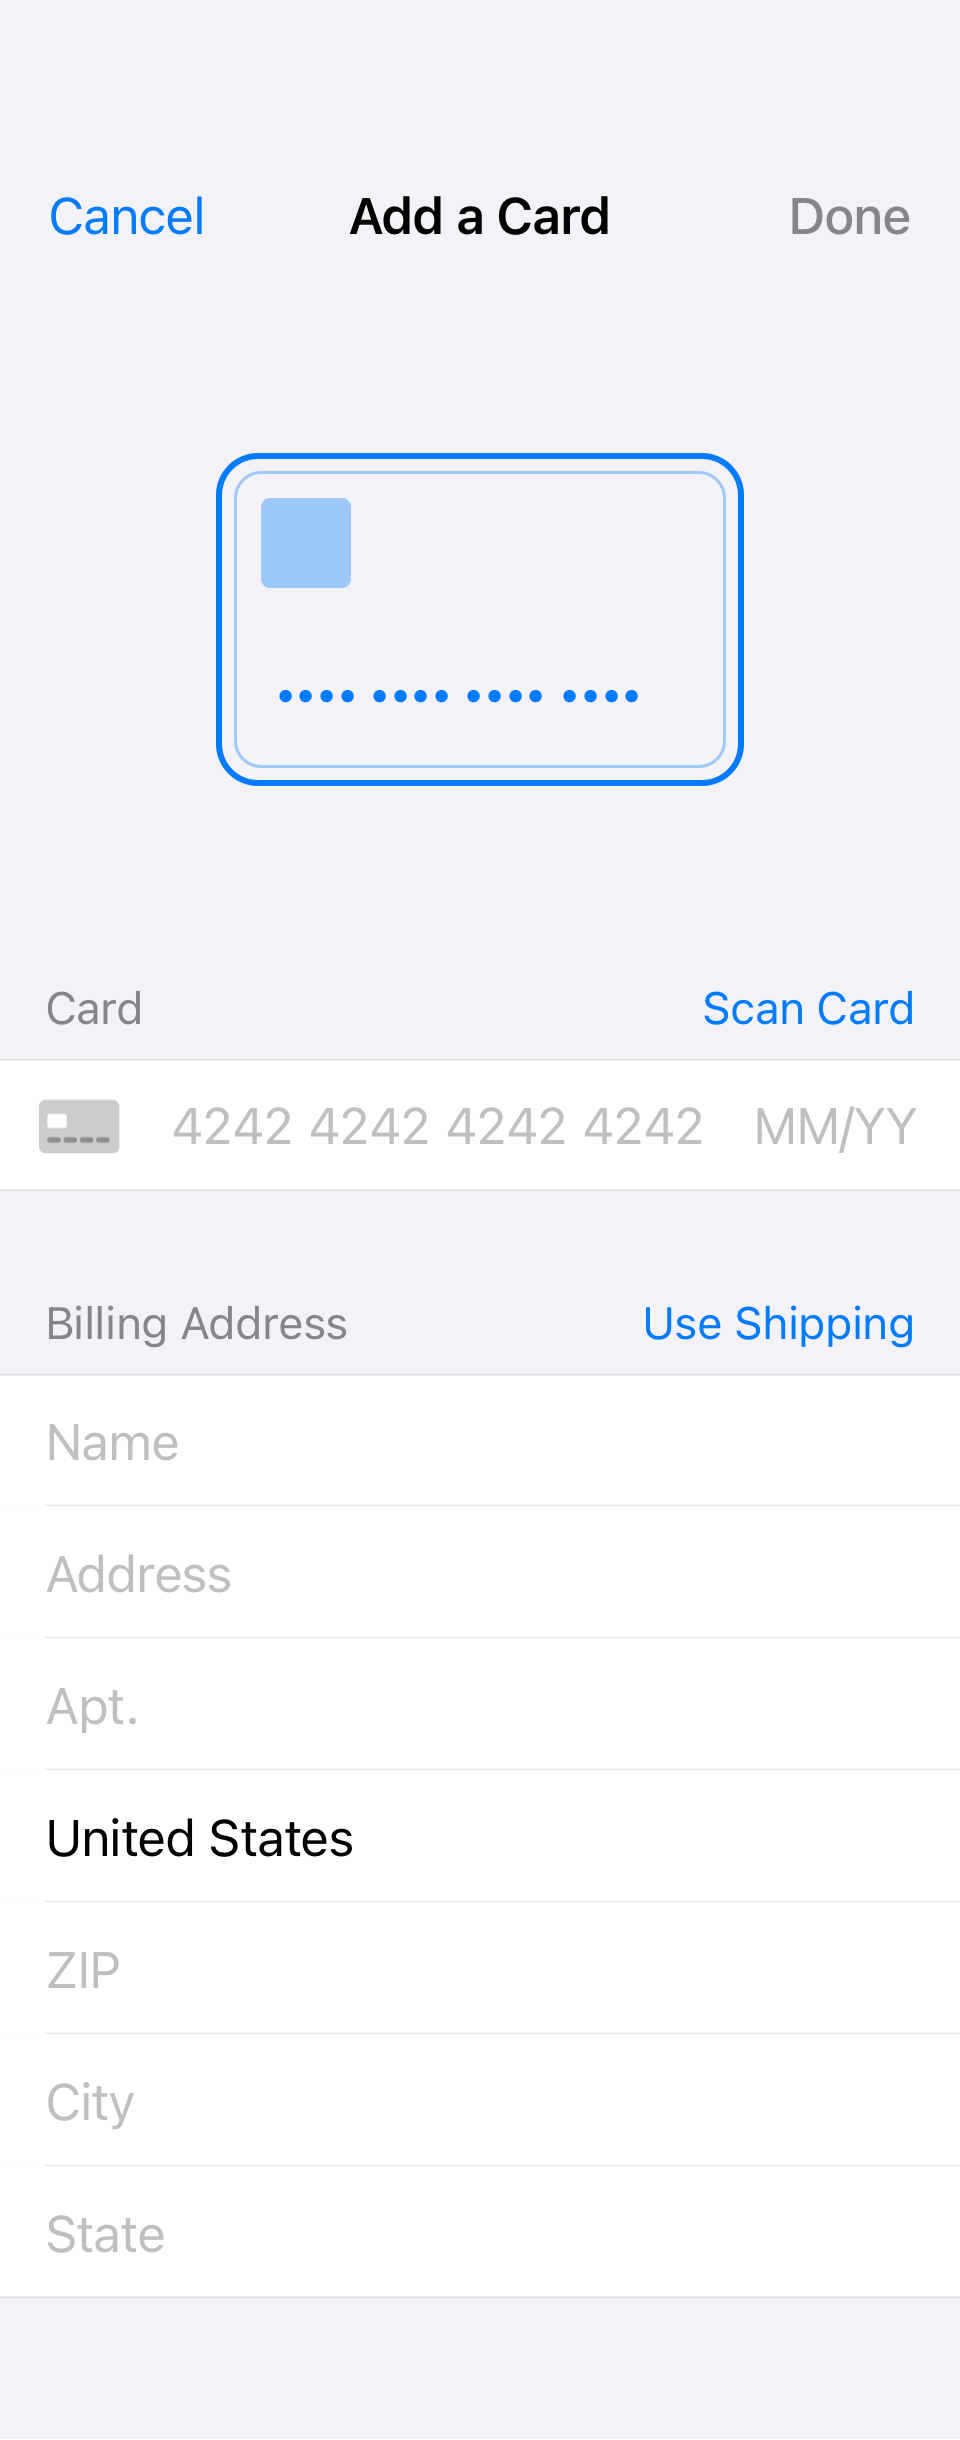 Cancel Add a Card Done
Card Scan Card
4242 4242 4242 4242 MM/YY
Billing Address Use Shipping
Name
Address
Apt.
United States
ZIP
City
State